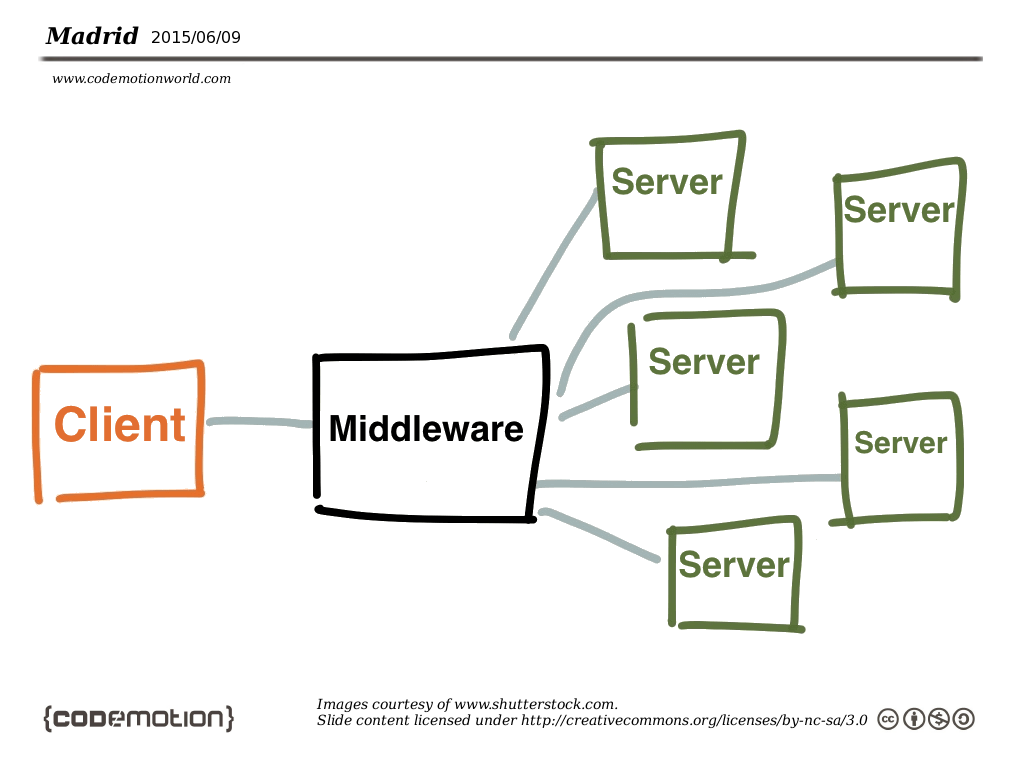 Madrid 2015/06/09
www.codemotionworld.com
Server
Server
Server
Client
Middleware
Server
Server
{codemotion}
Images courtesy of www.shutterstock.com.
Slide content licensed under http://creativecommons.org/licenses/by-nc-sa/3.0
cc